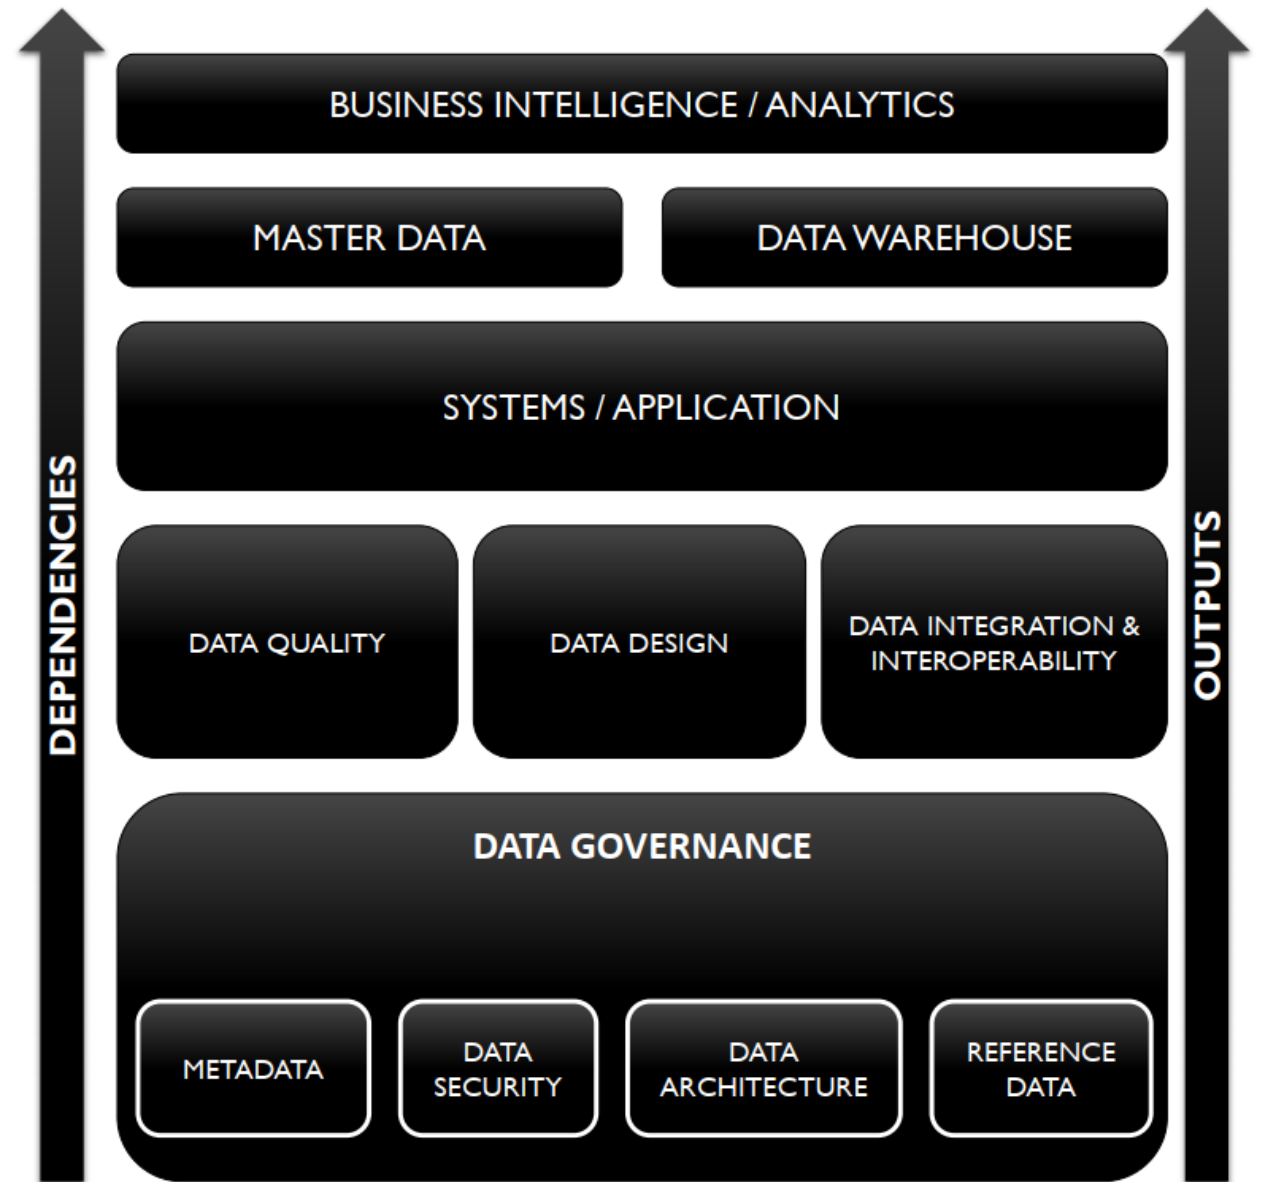 BUSINESS INTELLIGENCE / ANALYTICS
MASTER DATA
DATA WAREHOUSE
SYSTEMS / APPLICATION
DEPENDENCIES
OUTPUTS
DATA QUALITY
DATA DESIGN
DATA INTEGRATION &
INTEROPERABILITY
DATA GOVERNANCE
METADATA
DATA
SECURITY
DATA
ARCHITECTURE
REFERENCE
DATA